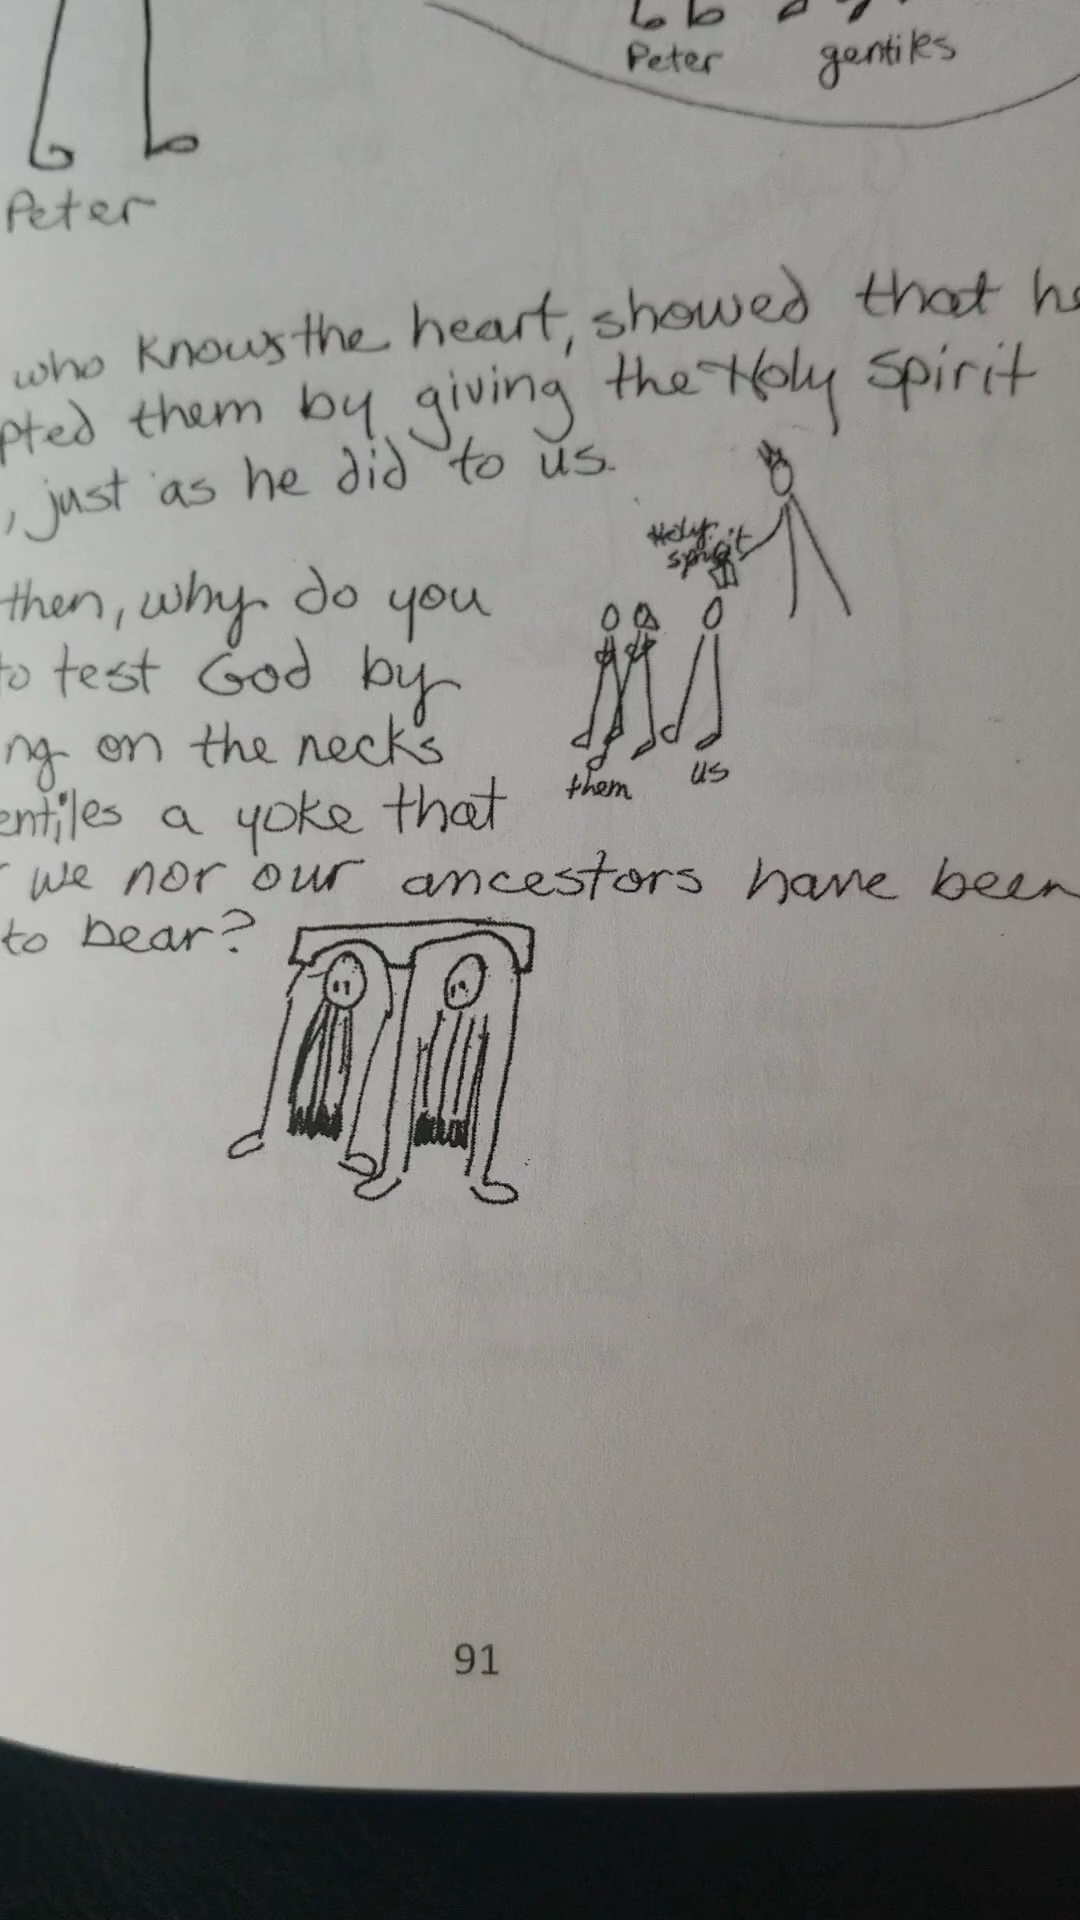 Peter gentiles
Peter
who knows the heart, showed that he
pted them by giving the Holy Spirit
, just as he did to us.
Holy
spirit
then, why do you
to test God by
ng on the necks
entiles a yoke that
them us
we nor our ancestors have been
to bear?
91